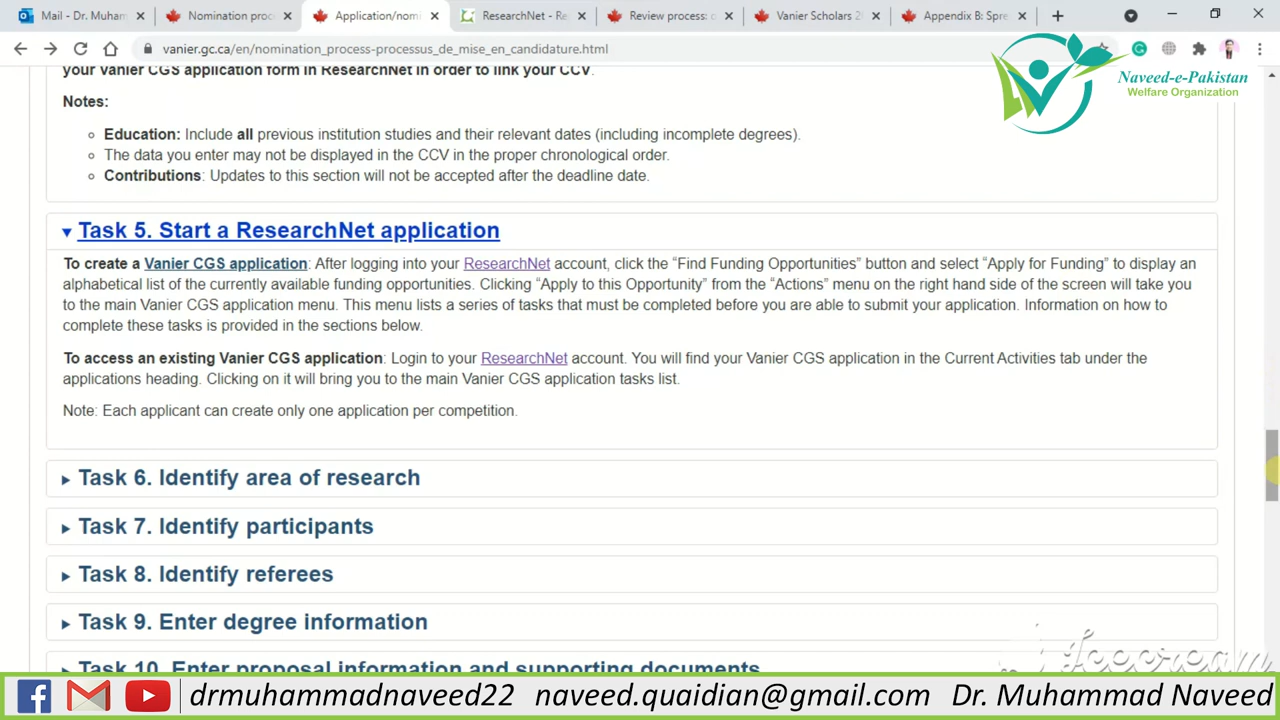 Mail - Dr. Muham
Nomination proc
Application/nomi
ResearchNet - Re
Review process: o
Vanier Scholars 20
Appendix B: Spre
vanier.gc.ca/en/nomination_process-processus_de_mise_en_candidature.html
Naveed-e-Pakistan
Welfare Organization
your Vanier CGS application form in ResearchNet in order to link your CCV.
Notes:
Education: Include all previous institution studies and their relevant dates (including incomplete degrees).
The data you enter may not be displayed in the CCV in the proper chronological order.
Contributions: Updates to this section will not be accepted after the deadline date.
Task 5. Start a ResearchNet application
To create a Vanier CGS application: After logging into your ResearchNet account, click the “Find Funding Opportunities” button and select “Apply for Funding” to display an
alphabetical list of the currently available funding opportunities. Clicking “Apply to this Opportunity” from the “Actions” menu on the right hand side of the screen will take you
to the main Vanier CGS application menu. This menu lists a series of tasks that must be completed before you are able to submit your application. Information on how to
complete these tasks is provided in the sections below.
To access an existing Vanier CGS application: Login to your ResearchNet account. You will find your Vanier CGS application in the Current Activities tab under the
applications heading. Clicking on it will bring you to the main Vanier CGS application tasks list.
Note: Each applicant can create only one application per competition.
Task 6. Identify area of research
Task 7. Identify participants
Task 8. Identify referees
Task 9. Enter degree information
Task 10. Enter proposal information and supporting documents
Icecream
drmuhammadnaveed22 naveed.quaidian@gmail.com Dr. Muhammad Naveed